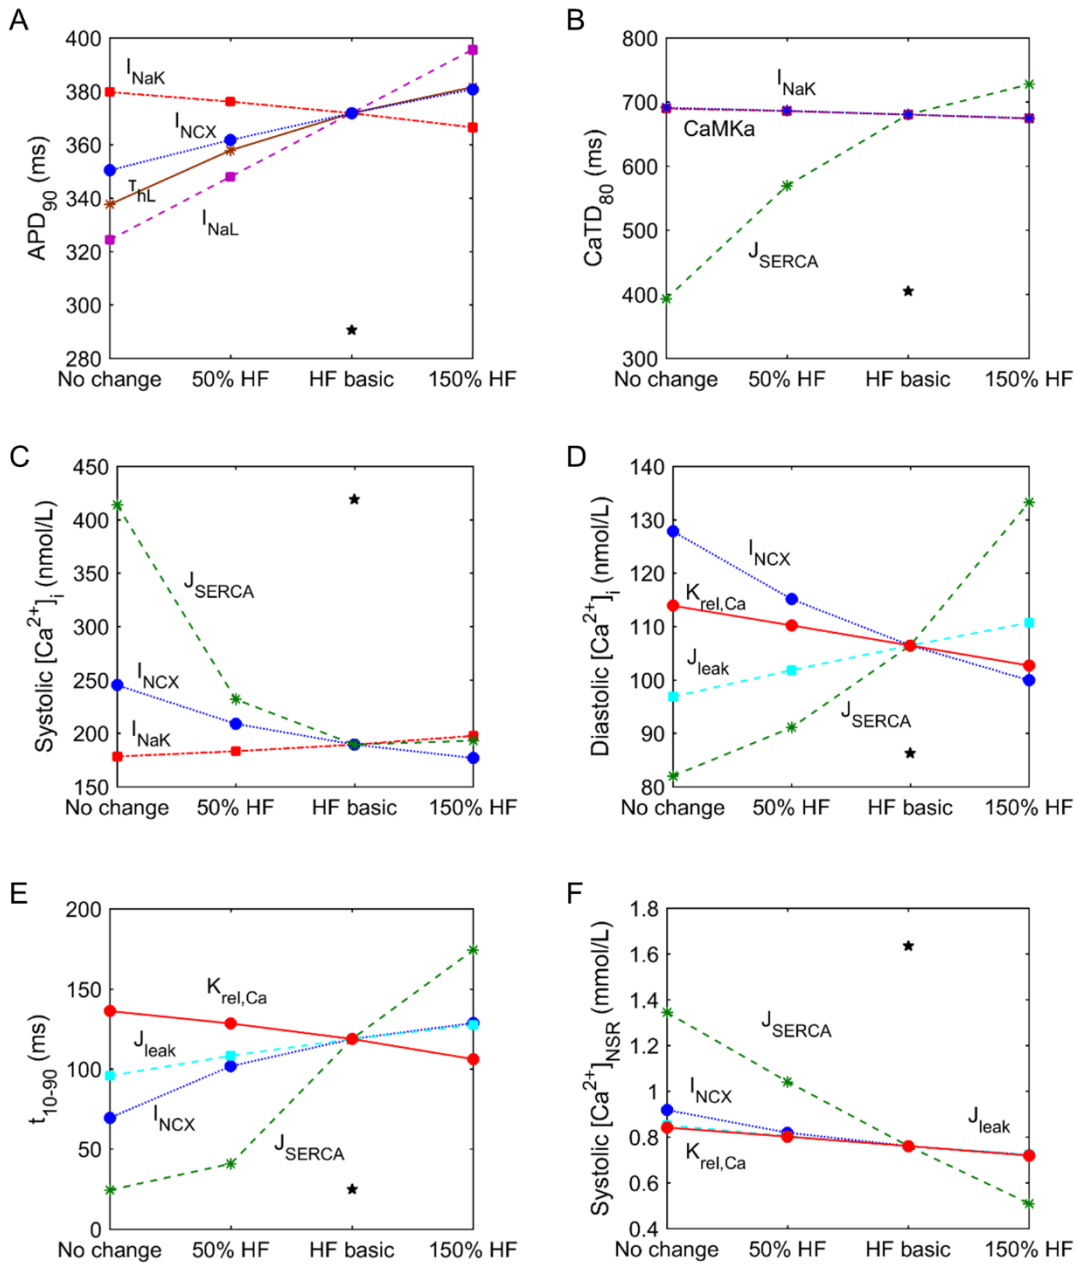 A
APD90 (ms)
400
380
360
340
320
300
280
INaK
INCX
τhL
INaL
No change 50% HF HF basic 150% HF
B
CaTD80 (ms)
800
700
600
500
400
300
INaK
CaMKa
JSERCA
No change 50% HF HF basic 150% HF
C
Systolic [Ca2+]i (nmol/L)
450
400
350
300
250
200
150
JSERCA
INCX
INaK
No change 50% HF HF basic 150% HF
D
Diastolic [Ca2+]i (nmol/L)
140
130
120
110
100
90
80
INCX
Krel,Ca
Jleak
JSERCA
No change 50% HF HF basic 150% HF
E
t10-90 (ms)
200
150
100
50
0
Krel,Ca
Jleak
INCX
JSERCA
No change 50% HF HF basic 150% HF
F
Systolic [Ca2+]NSR (mmol/L)
1.8
1.6
1.4
1.2
1
0.8
0.6
0.4
JSERCA
INCX
Jleak
Krel,Ca
No change 50% HF HF basic 150% HF